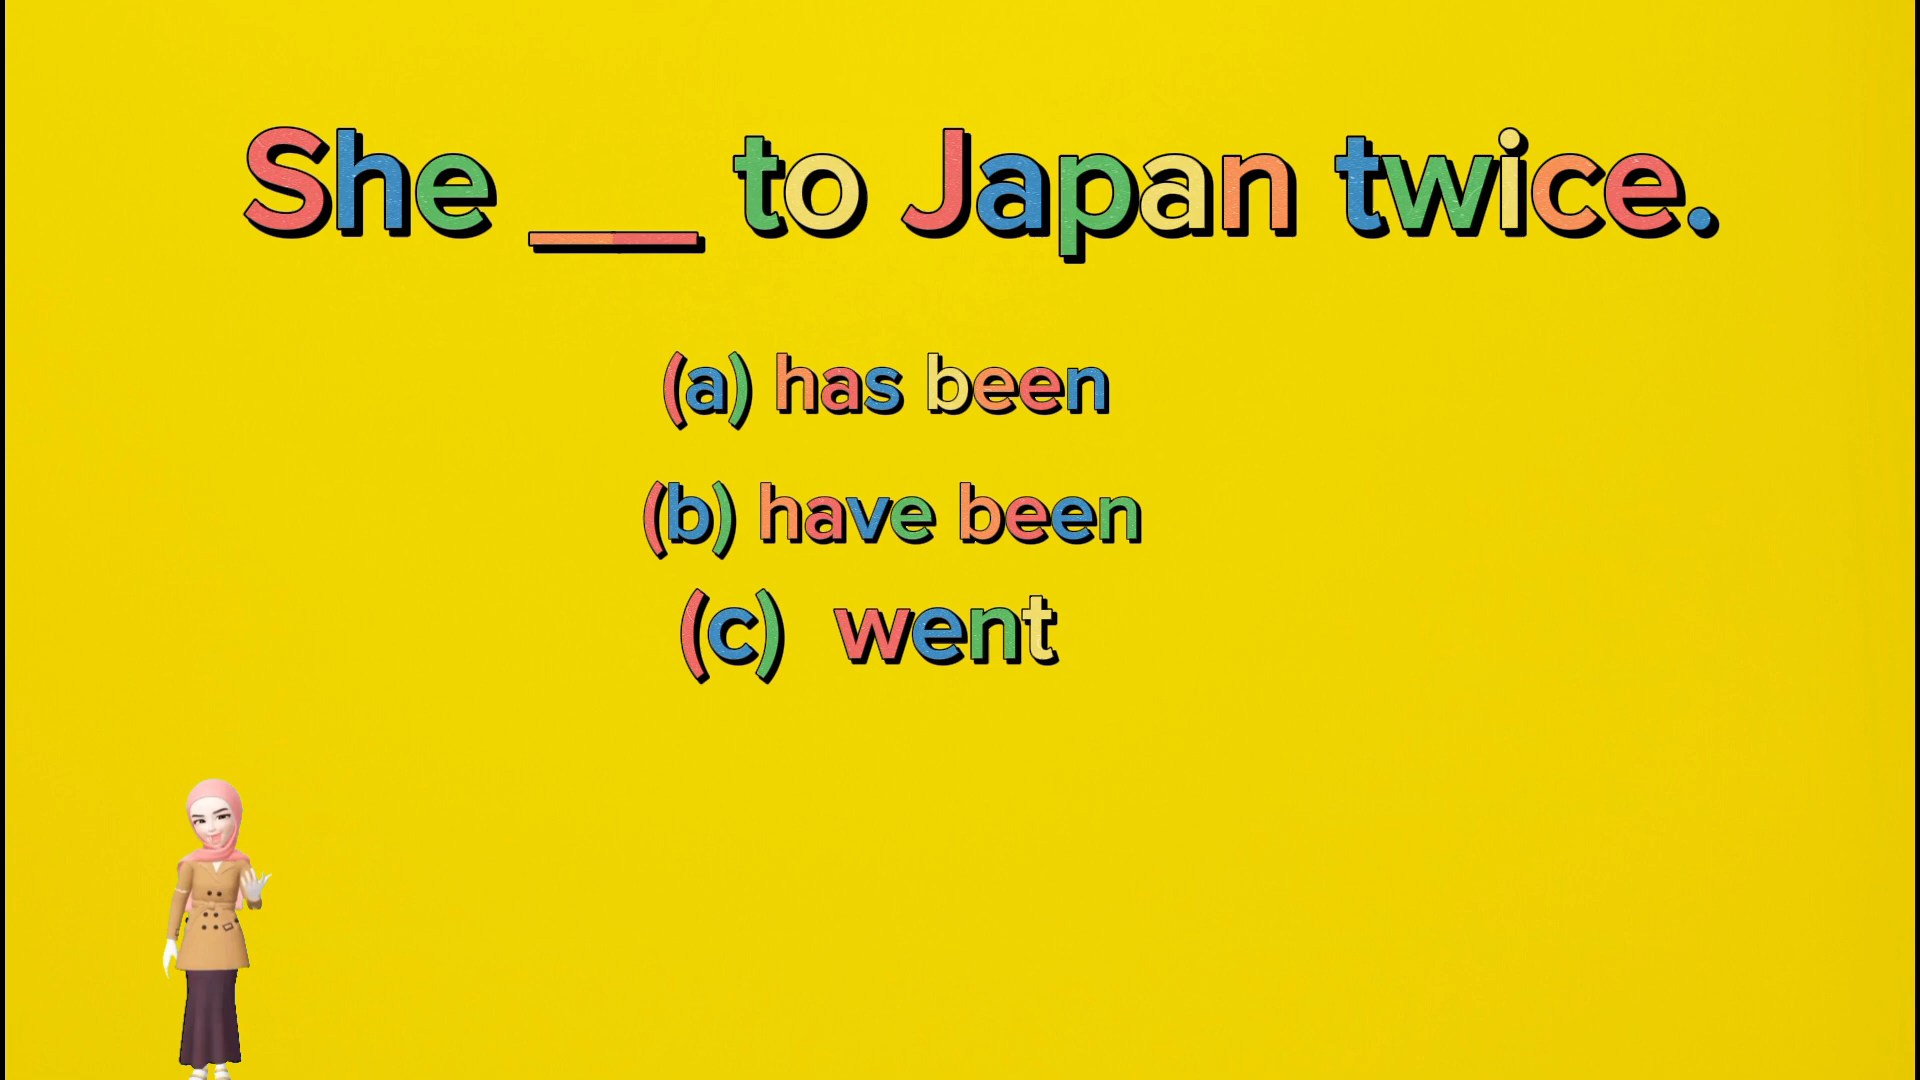 She __ to Japan twice.
(a) has been
(b) have been
(c) went